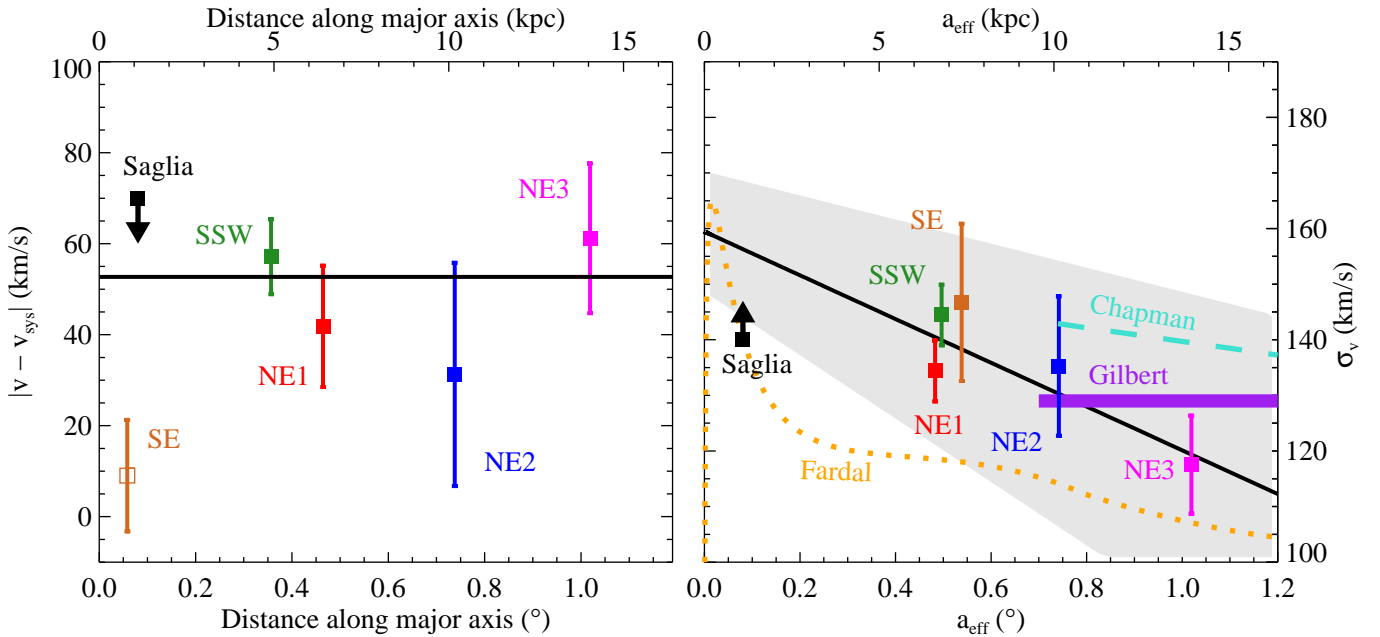 Distance along major axis (kpc)
0 5 10 15
100
80
60
40
20
0
|v − v_sys| (km/s)
Saglia
SSW
NE1
NE2
NE3
SE
0.0 0.2 0.4 0.6 0.8 1.0
Distance along major axis (°)
a_eff (kpc)
0 5 10 15
180
160
140
120
100
σ_v (km/s)
SE
SSW
Chapman
Saglia
Gilbert
NE1
NE2
NE3
Fardal
0.0 0.2 0.4 0.6 0.8 1.0 1.2
a_eff (°)